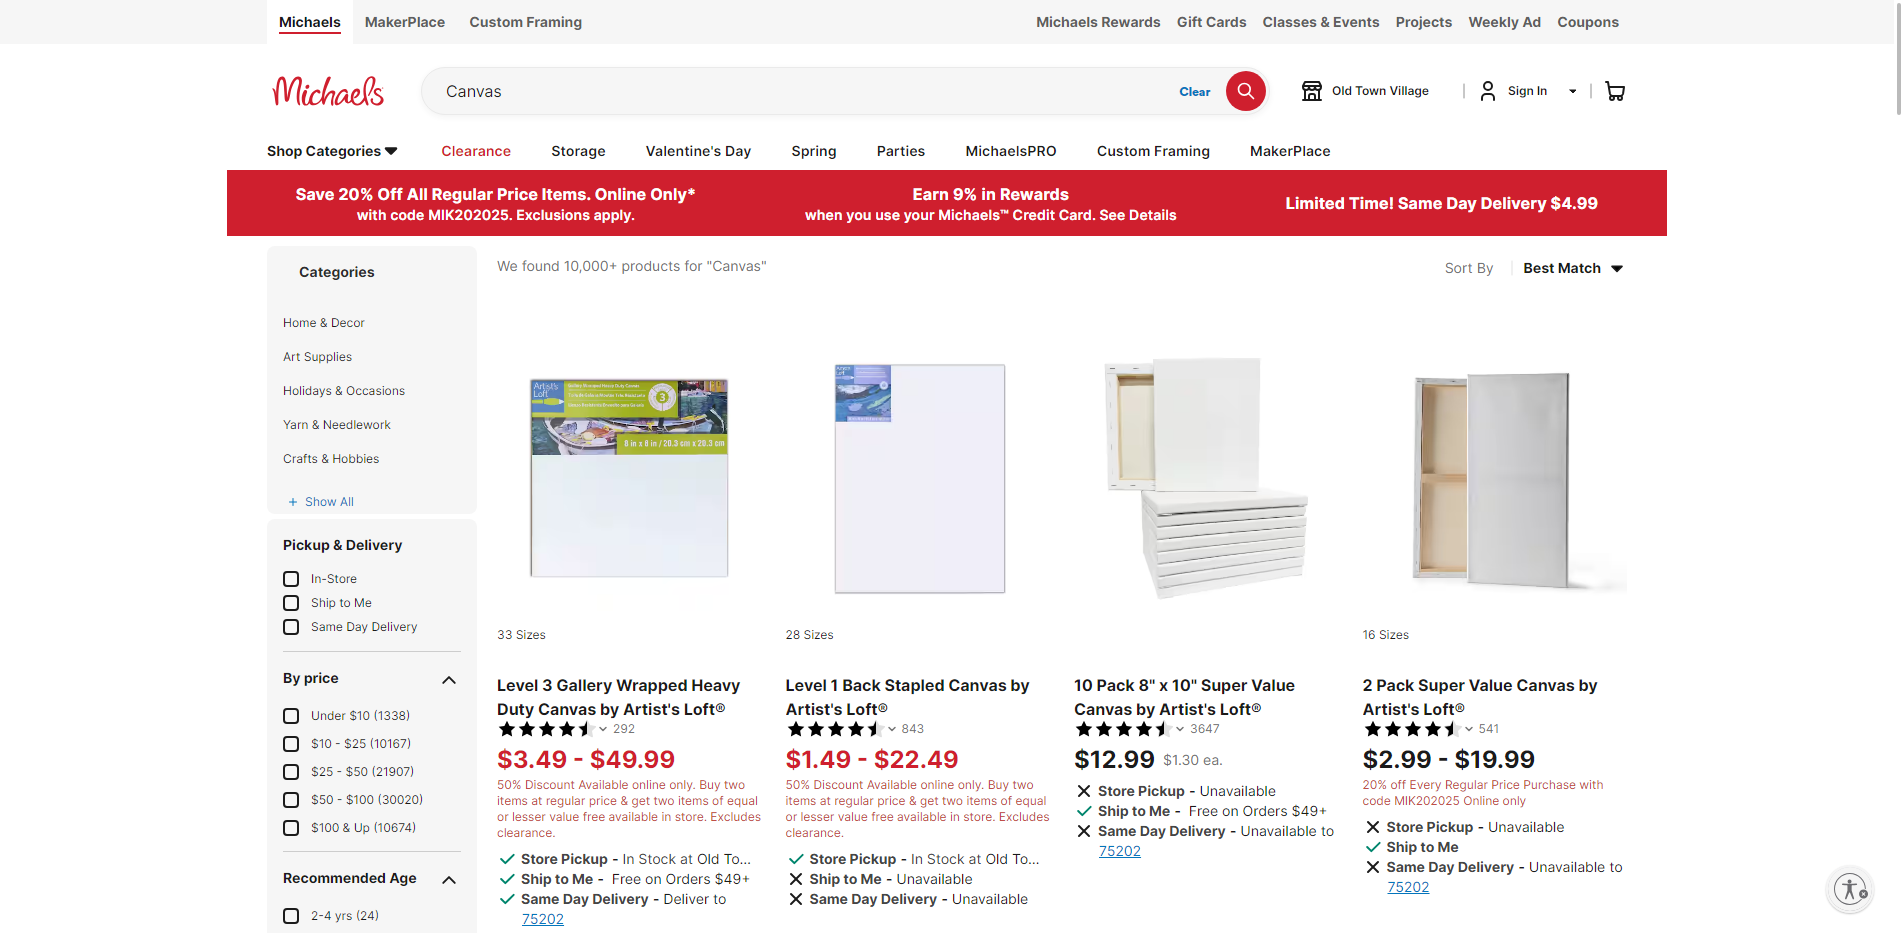 Michaels
MakerPlace
Custom Framing
Michaels Rewards
Gift Cards
Classes & Events
Projects
Weekly Ad
Coupons
Michaels
Canvas
Clear
Old Town Village
Sign In
Shop Categories
Clearance
Storage
Valentine's Day
Spring
Parties
MichaelsPRO
Custom Framing
MakerPlace
Save 20% Off All Regular Price Items. Online Only*
with code MIK202025. Exclusions apply.
Earn 9% in Rewards
when you use your Michaels™ Credit Card. See Details
Limited Time! Same Day Delivery $4.99
Categories
Home & Decor
Art Supplies
Holidays & Occasions
Yarn & Needlework
Crafts & Hobbies
+ Show All
Pickup & Delivery
In-Store
Ship to Me
Same Day Delivery
By price
Under $10 (1338)
$10 - $25 (10167)
$25 - $50 (21907)
$50 - $100 (30020)
$100 & Up (10674)
Recommended Age
2-4 yrs (24)
We found 10,000+ products for "Canvas"
Sort By
Best Match
Artist's
Loft
3
8 in x 8 in / 20.3 cm x 20.3 cm
33 Sizes
Level 3 Gallery Wrapped Heavy
Duty Canvas by Artist's Loft®
292
$3.49 - $49.99
50% Discount Available online only. Buy two
items at regular price & get two items of equal
or lesser value free available in store. Excludes
clearance.
Store Pickup - In Stock at Old To...
Ship to Me - Free on Orders $49+
Same Day Delivery - Deliver to
75202
28 Sizes
Level 1 Back Stapled Canvas by
Artist's Loft®
843
$1.49 - $22.49
50% Discount Available online only. Buy two
items at regular price & get two items of equal
or lesser value free available in store. Excludes
clearance.
Store Pickup - In Stock at Old To...
Ship to Me - Unavailable
Same Day Delivery - Unavailable
10 Pack 8" x 10" Super Value
Canvas by Artist's Loft®
3647
$12.99 $1.30 ea.
Store Pickup - Unavailable
Ship to Me - Free on Orders $49+
Same Day Delivery - Unavailable to
75202
16 Sizes
2 Pack Super Value Canvas by
Artist's Loft®
541
$2.99 - $19.99
20% off Every Regular Price Purchase with
code MIK202025 Online only
Store Pickup - Unavailable
Ship to Me
Same Day Delivery - Unavailable to
75202